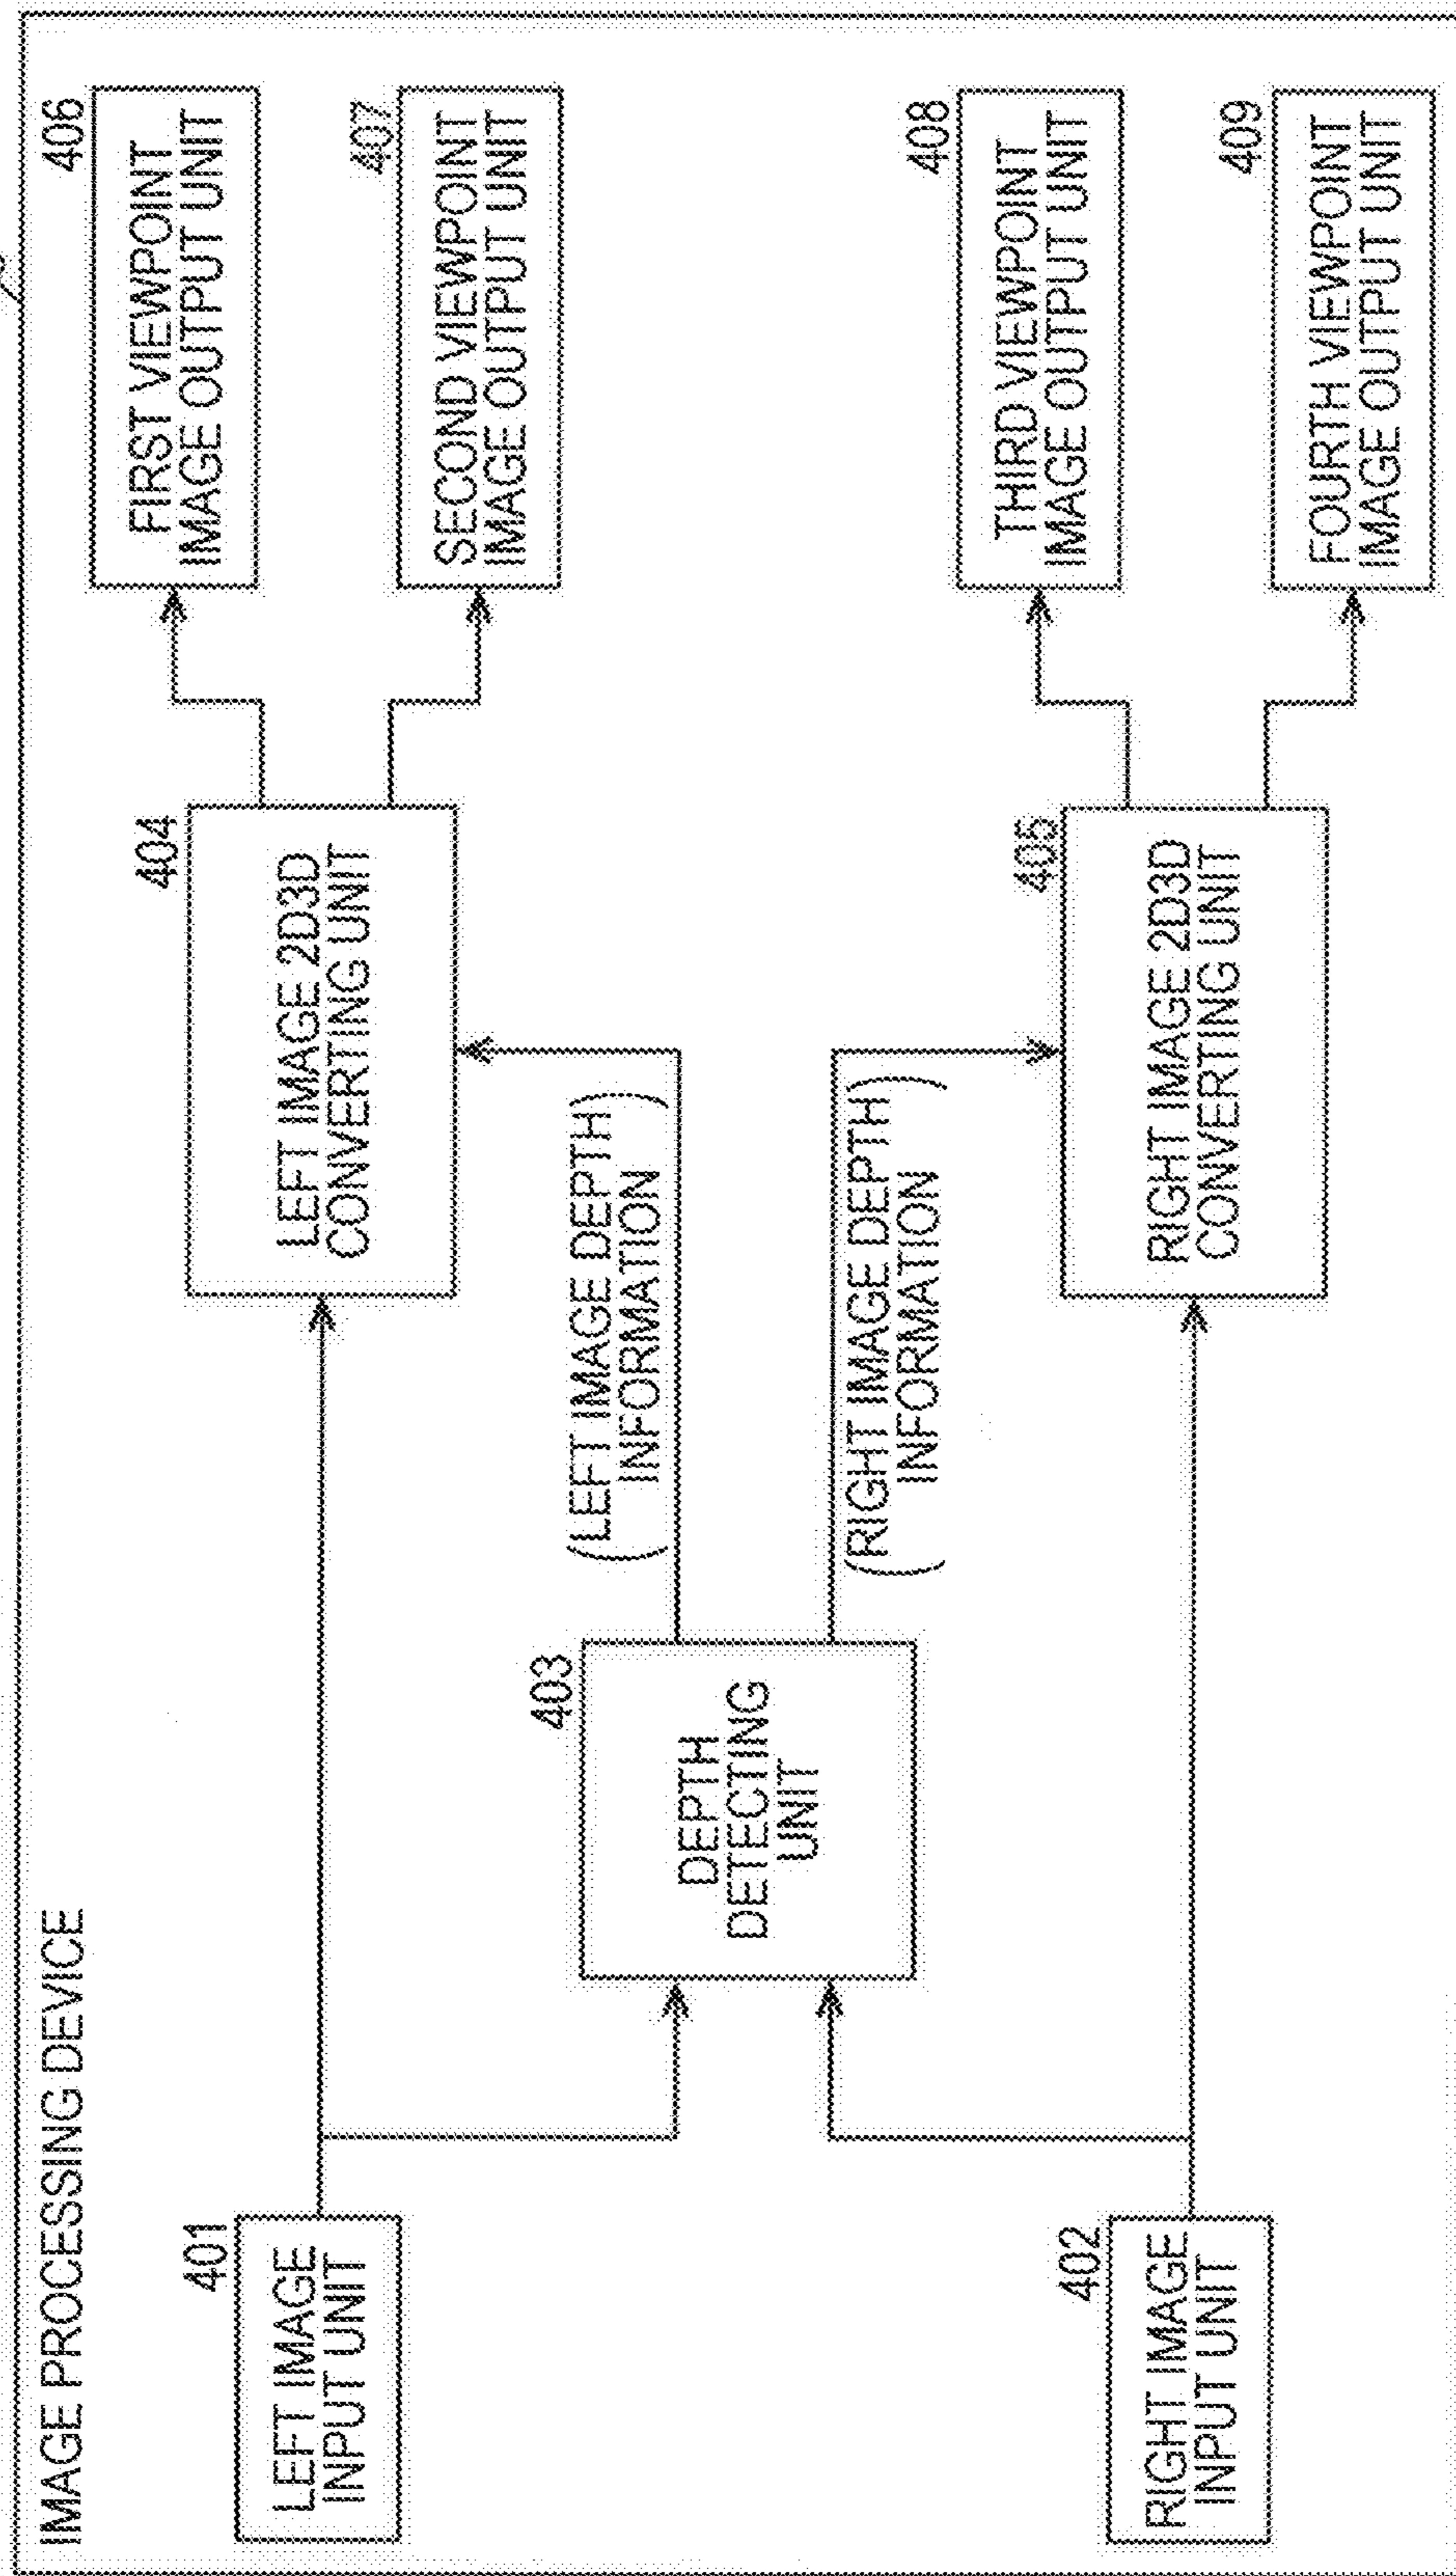 IMAGE PROCESSING DEVICE
401
LEFT IMAGE
INPUT UNIT
402
RIGHT IMAGE
INPUT UNIT
403
DEPTH
DETECTING
UNIT
(LEFT IMAGE DEPTH)
INFORMATION
(RIGHT IMAGE DEPTH)
INFORMATION
404
LEFT IMAGE 2D3D
CONVERTING UNIT
405
RIGHT IMAGE 2D3D
CONVERTING UNIT
406
FIRST VIEWPOINT
IMAGE OUTPUT UNIT
407
SECOND VIEWPOINT
IMAGE OUTPUT UNIT
408
THIRD VIEWPOINT
IMAGE OUTPUT UNIT
409
FOURTH VIEWPOINT
IMAGE OUTPUT UNIT